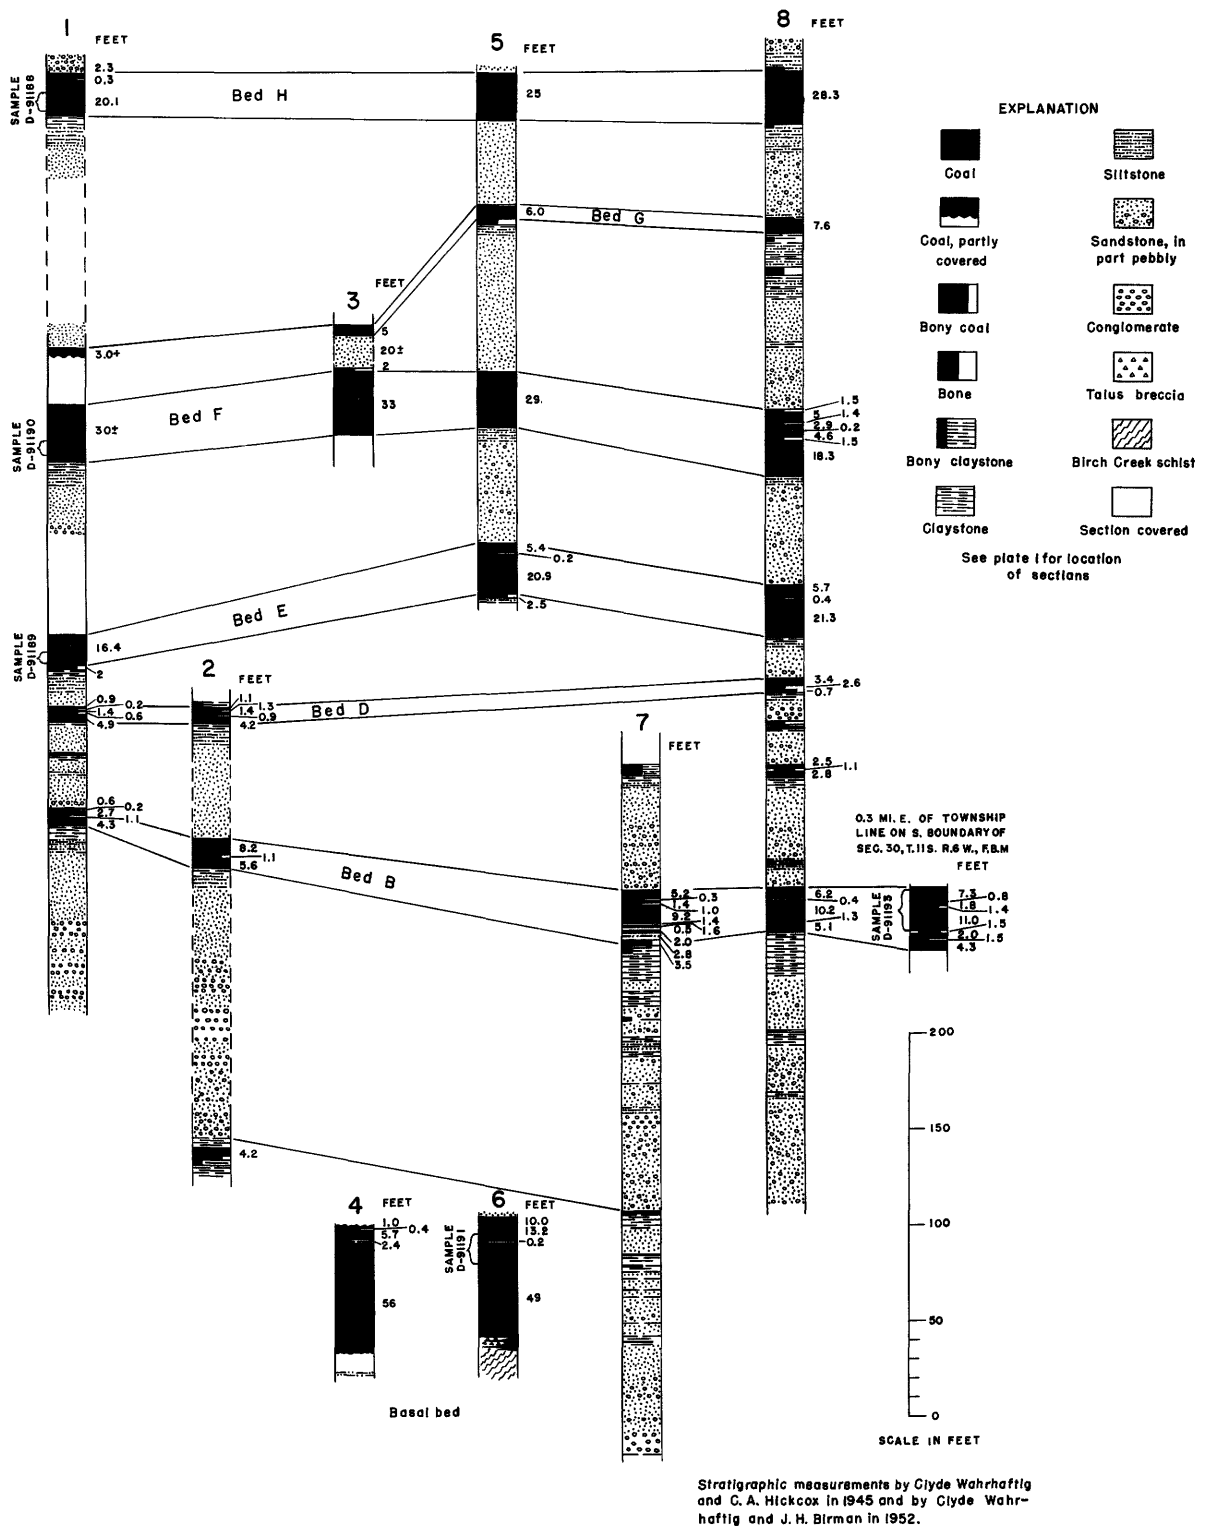 1
FEET
2.3
0.3
20.1
SAMPLE
D-91188
Bed H
3.0+
Bed F
30±
SAMPLE
D-91190
Bed E
16.4
SAMPLE
D-91189
2
0.9
0.2
1.4
0.6
4.9
0.6
0.2
2.7
1.1
4.3
2
FEET
1.1
1.3
1.4
0.9
4.2
Bed D
8.2
1.1
5.6
Bed B
4.2
3
FEET
5
20±
2
33
4
FEET
1.0
0.4
5.7
2.4
56
Basal bed
5
FEET
25
6.0
Bed G
29.
5.4
0.2
20.9
2.5
6
FEET
10.0
13.2
0.2
SAMPLE
D-91191
49
7
FEET
5.2
0.3
1.4
1.0
9.2
1.4
0.5
1.6
2.0
2.8
3.5
8
FEET
28.3
7.6
1.5
5
1.4
2.9
0.2
4.6
1.5
18.3
5.7
0.4
21.3
3.4
2.6
0.7
2.5
1.1
2.8
6.2
0.4
10.2
1.3
5.1
0.3 MI. E. OF TOWNSHIP
LINE ON S. BOUNDARY OF
SEC. 30, T. 11 S. R. 6 W., F.B.M
FEET
7.3
0.8
1.8
1.4
11.0
1.5
2.0
1.5
4.3
SAMPLE
D-91193
EXPLANATION
Coal
Siltstone
Coal, partly
covered
Sandstone, in
part pebbly
Bony coal
Conglomerate
Bone
Talus breccia
Bony claystone
Birch Creek schist
Claystone
Section covered
See plate 1 for location
of sections
200
150
100
50
0
SCALE IN FEET
Stratigraphic measurements by Clyde Wahrhaftig
and C. A. Hickcox in 1945 and by Clyde Wahr-
haftig and J. H. Birman in 1952.